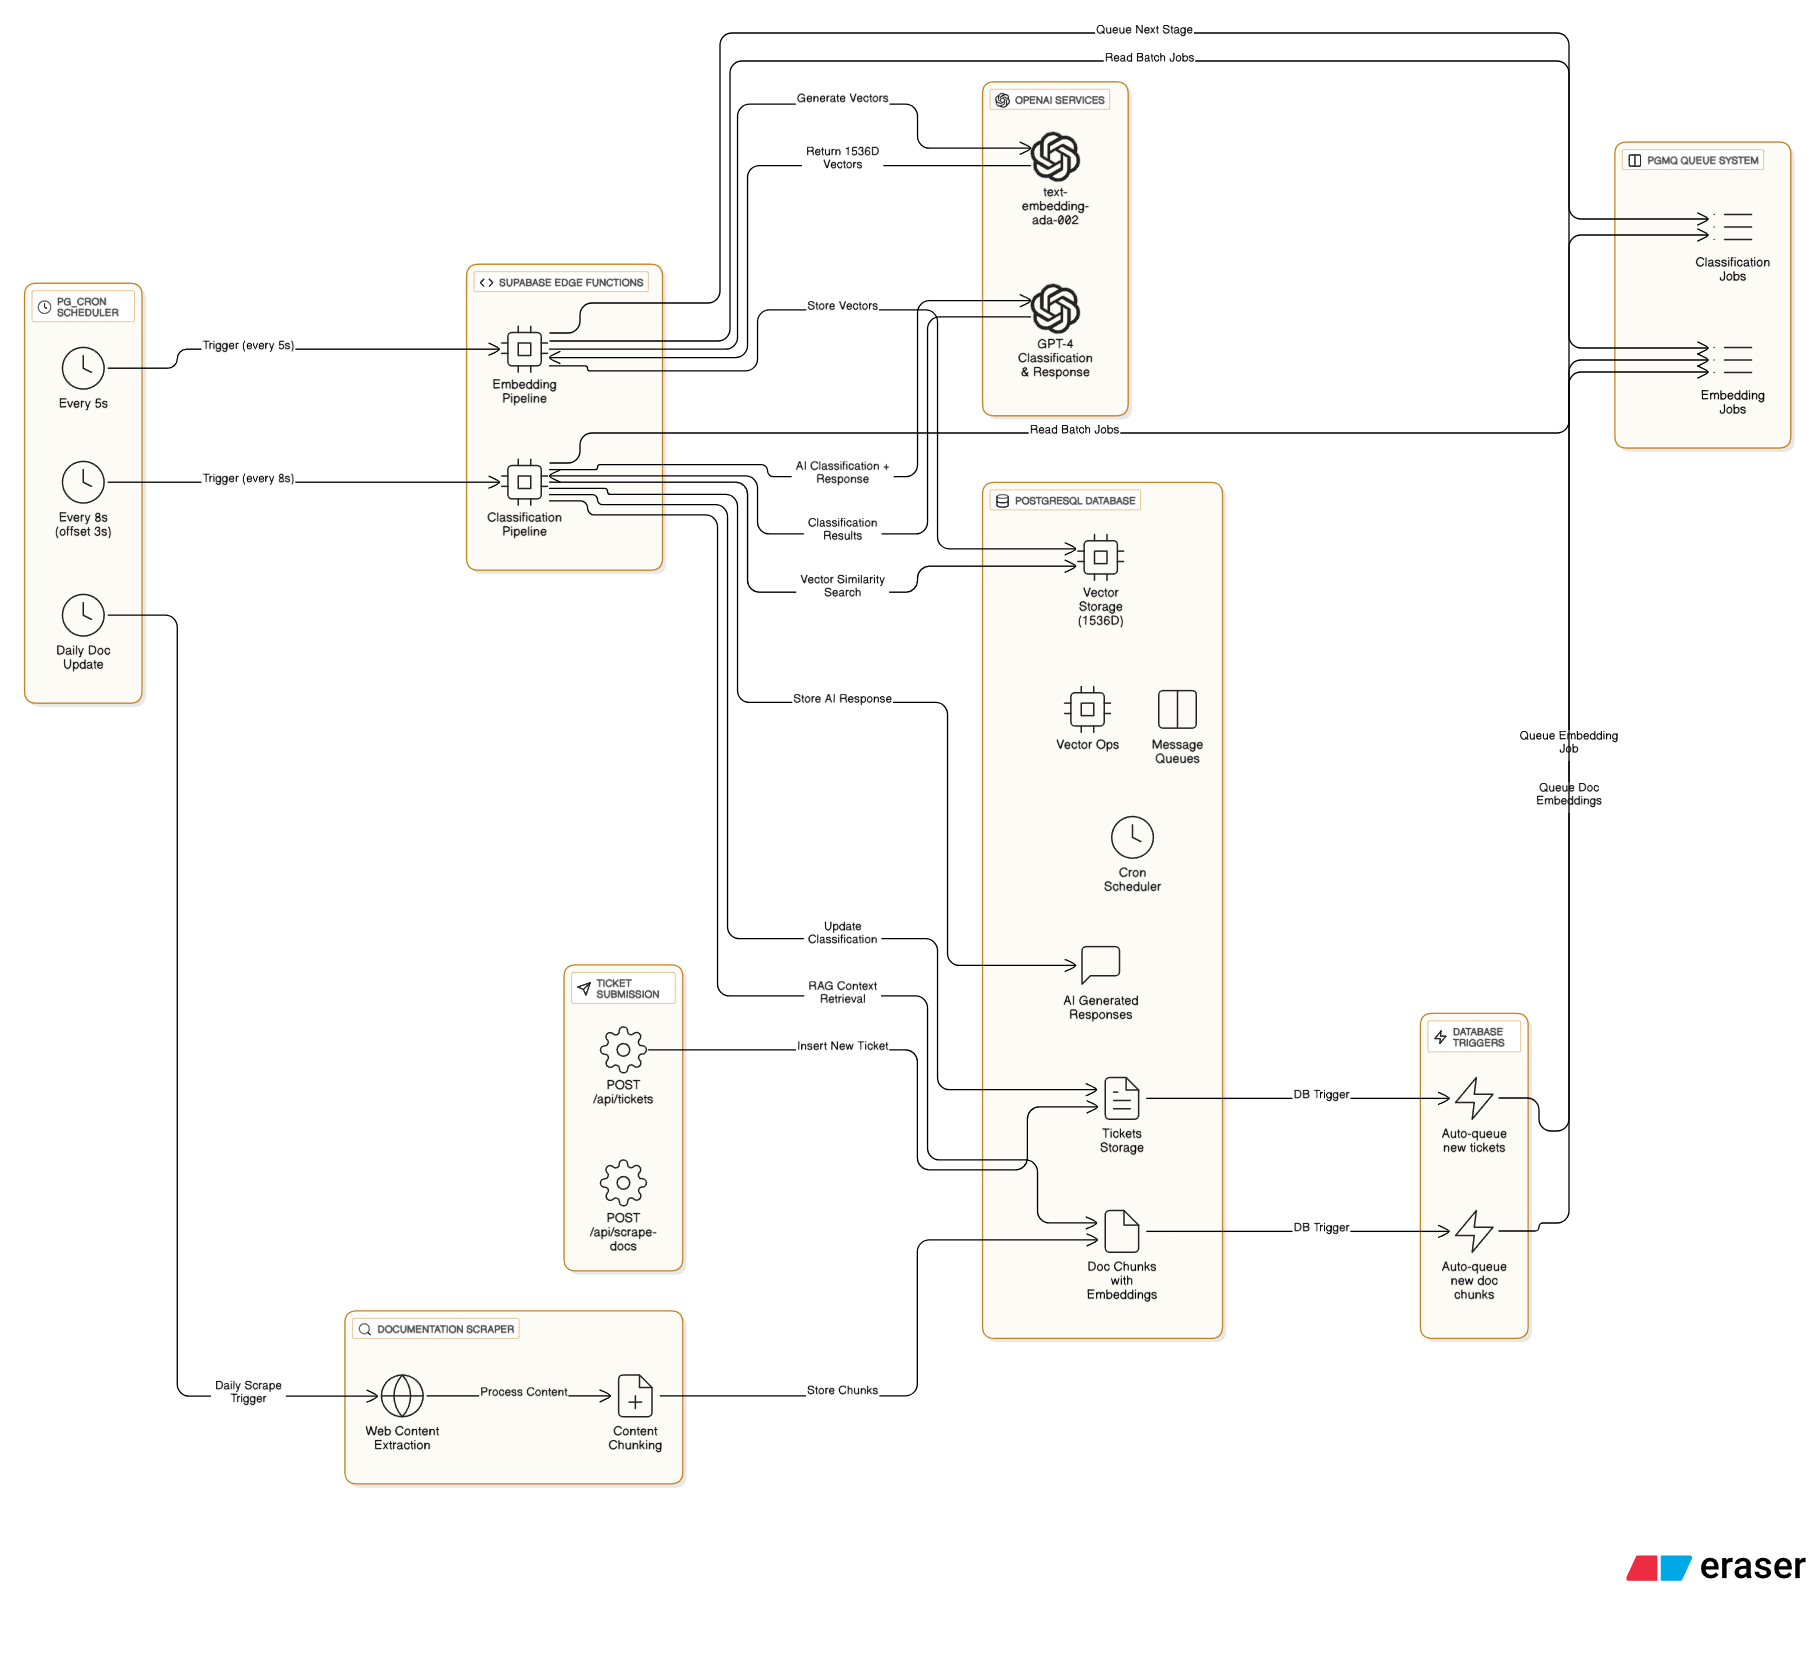 Queue Next Stage
Read Batch Jobs
OPENAI SERVICES
Generate Vectors
Return 1536D
Vectors
text-
embedding-
ada-002
GPT-4
Classification
& Response
PGMQ QUEUE SYSTEM
Classification
Jobs
Embedding
Jobs
PG_CRON
SCHEDULER
Every 5s
Every 8s
(offset 3s)
Daily Doc
Update
Trigger (every 5s)
Trigger (every 8s)
SUPABASE EDGE FUNCTIONS
Embedding
Pipeline
Classification
Pipeline
Store Vectors
Read Batch Jobs
AI Classification +
Response
Classification
Results
Vector Similarity
Search
Store AI Response
Update
Classification
RAG Context
Retrieval
Insert New Ticket
POSTGRESQL DATABASE
Vector
Storage
(1536D)
Vector Ops
Message
Queues
Cron
Scheduler
AI Generated
Responses
Tickets
Storage
Doc Chunks
with
Embeddings
Queue Embedding
Job
Queue Doc
Embeddings
TICKET
SUBMISSION
POST
/api/tickets
POST
/api/scrape-
docs
DB Trigger
DB Trigger
DATABASE
TRIGGERS
Auto-queue
new tickets
Auto-queue
new doc
chunks
DOCUMENTATION SCRAPER
Daily Scrape
Trigger
Web Content
Extraction
Process Content
Content
Chunking
Store Chunks
eraser